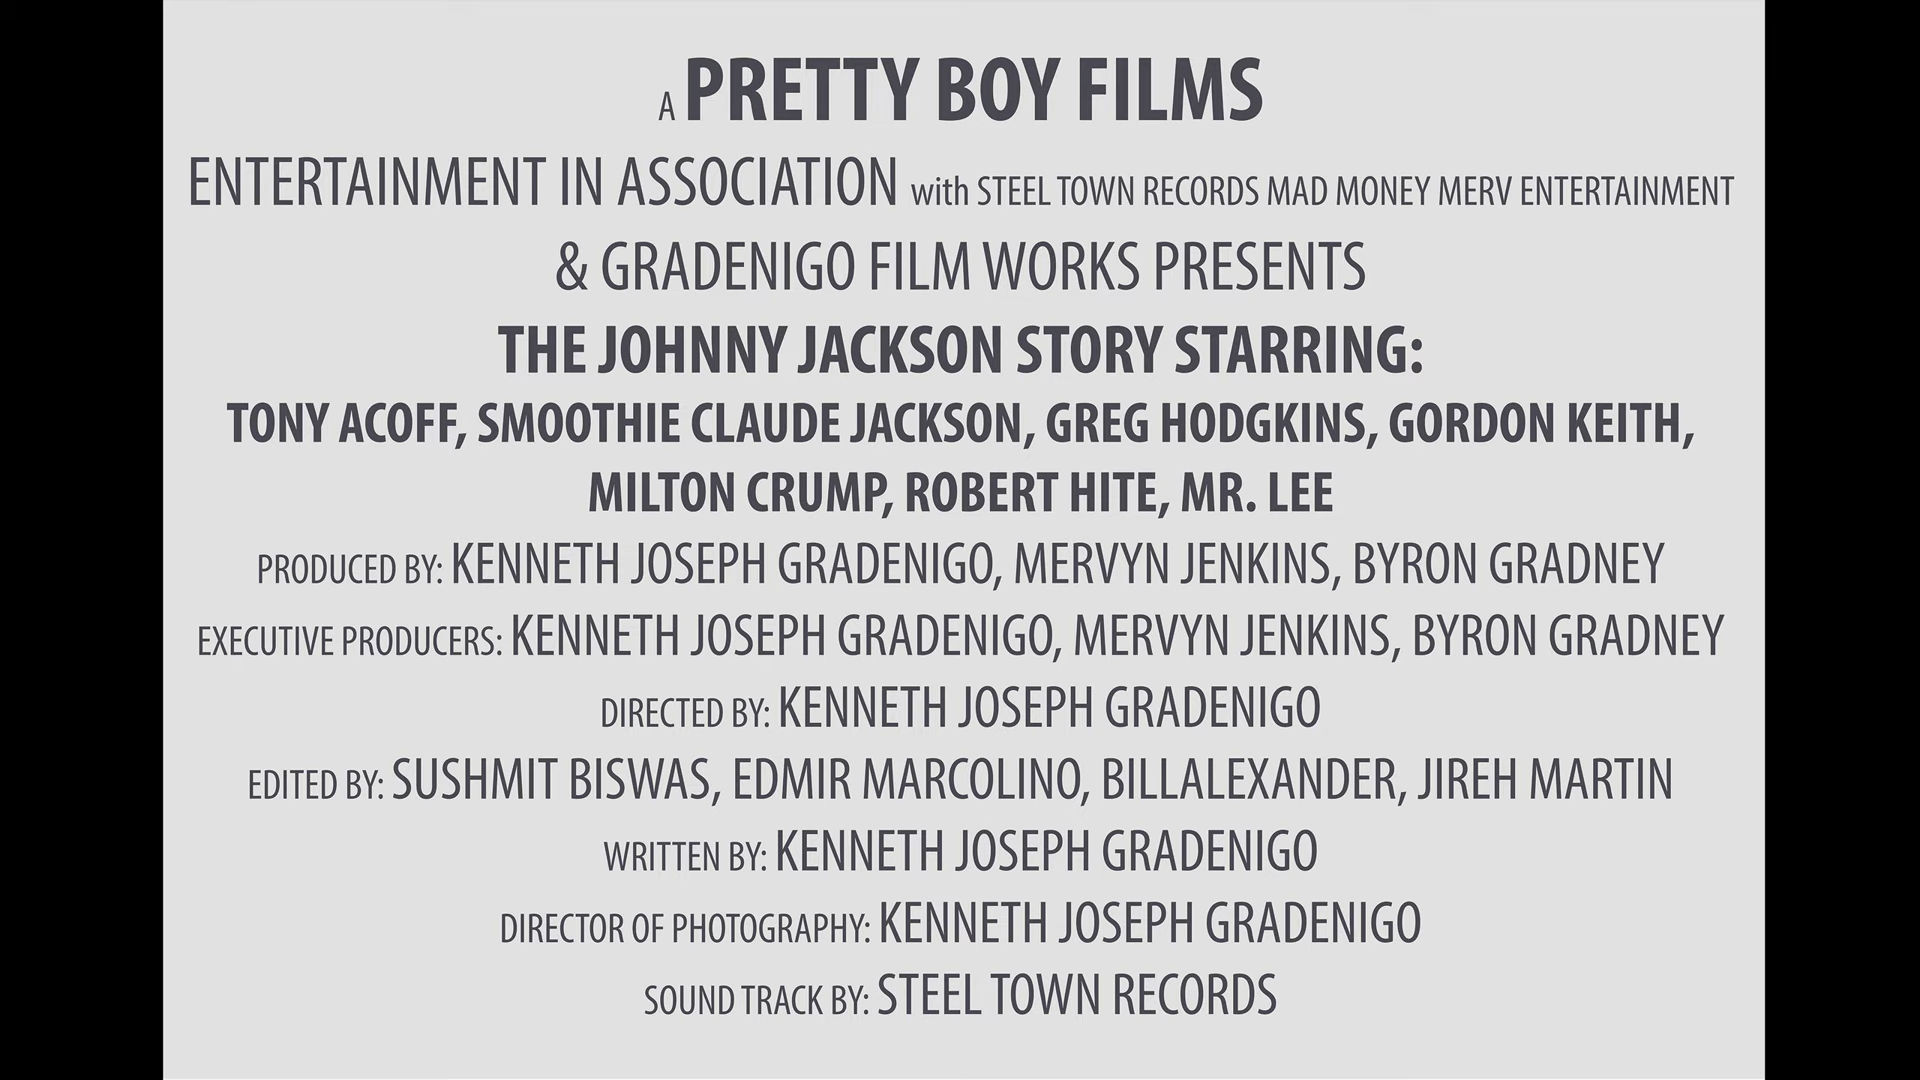 A PRETTY BOY FILMS
ENTERTAINMENT IN ASSOCIATION with STEEL TOWN RECORDS MAD MONEY MERV ENTERTAINMENT
& GRADENIGO FILM WORKS PRESENTS
THE JOHNNY JACKSON STORY STARRING:
TONY ACOFF, SMOOTHIE CLAUDE JACKSON, GREG HODGKINS, GORDON KEITH,
MILTON CRUMP, ROBERT HITE, MR. LEE
PRODUCED BY: KENNETH JOSEPH GRADENIGO, MERVYN JENKINS, BYRON GRADNEY
EXECUTIVE PRODUCERS: KENNETH JOSEPH GRADENIGO, MERVYN JENKINS, BYRON GRADNEY
DIRECTED BY: KENNETH JOSEPH GRADENIGO
EDITED BY: SUSHMIT BISWAS, EDMIR MARCOLINO, BILLALEXANDER, JIREH MARTIN
WRITTEN BY: KENNETH JOSEPH GRADENIGO
DIRECTOR OF PHOTOGRAPHY: KENNETH JOSEPH GRADENIGO
SOUND TRACK BY: STEEL TOWN RECORDS